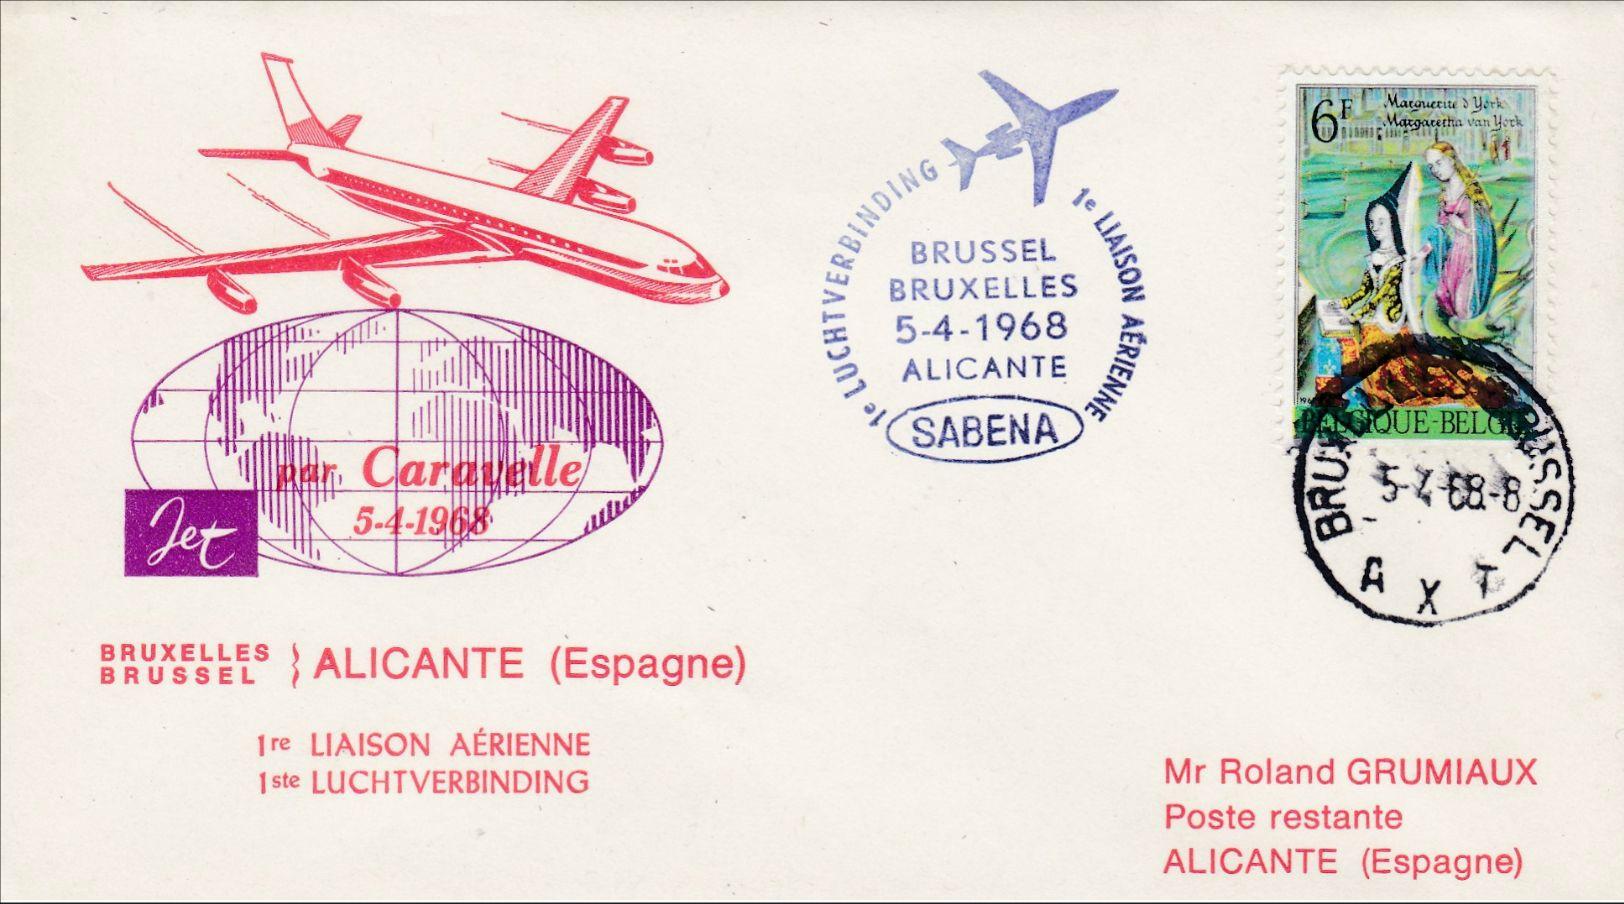 par Caravelle
5-4-1968
Jet
BRUXELLES
BRUSSEL
ALICANTE (Espagne)
1re LIAISON AÉRIENNE
1ste LUCHTVERBINDING
1e LUCHTVERBINDING
1e LIAISON AÉRIENNE
BRUSSEL
BRUXELLES
5-4-1968
ALICANTE
SABENA
6F
Marguerite d'York
Margaretha van York
BELGIQUE-BELGIË
BRUSSEL
5-4-68-8
A X T
Mr Roland GRUMIAUX
Poste restante
ALICANTE (Espagne)